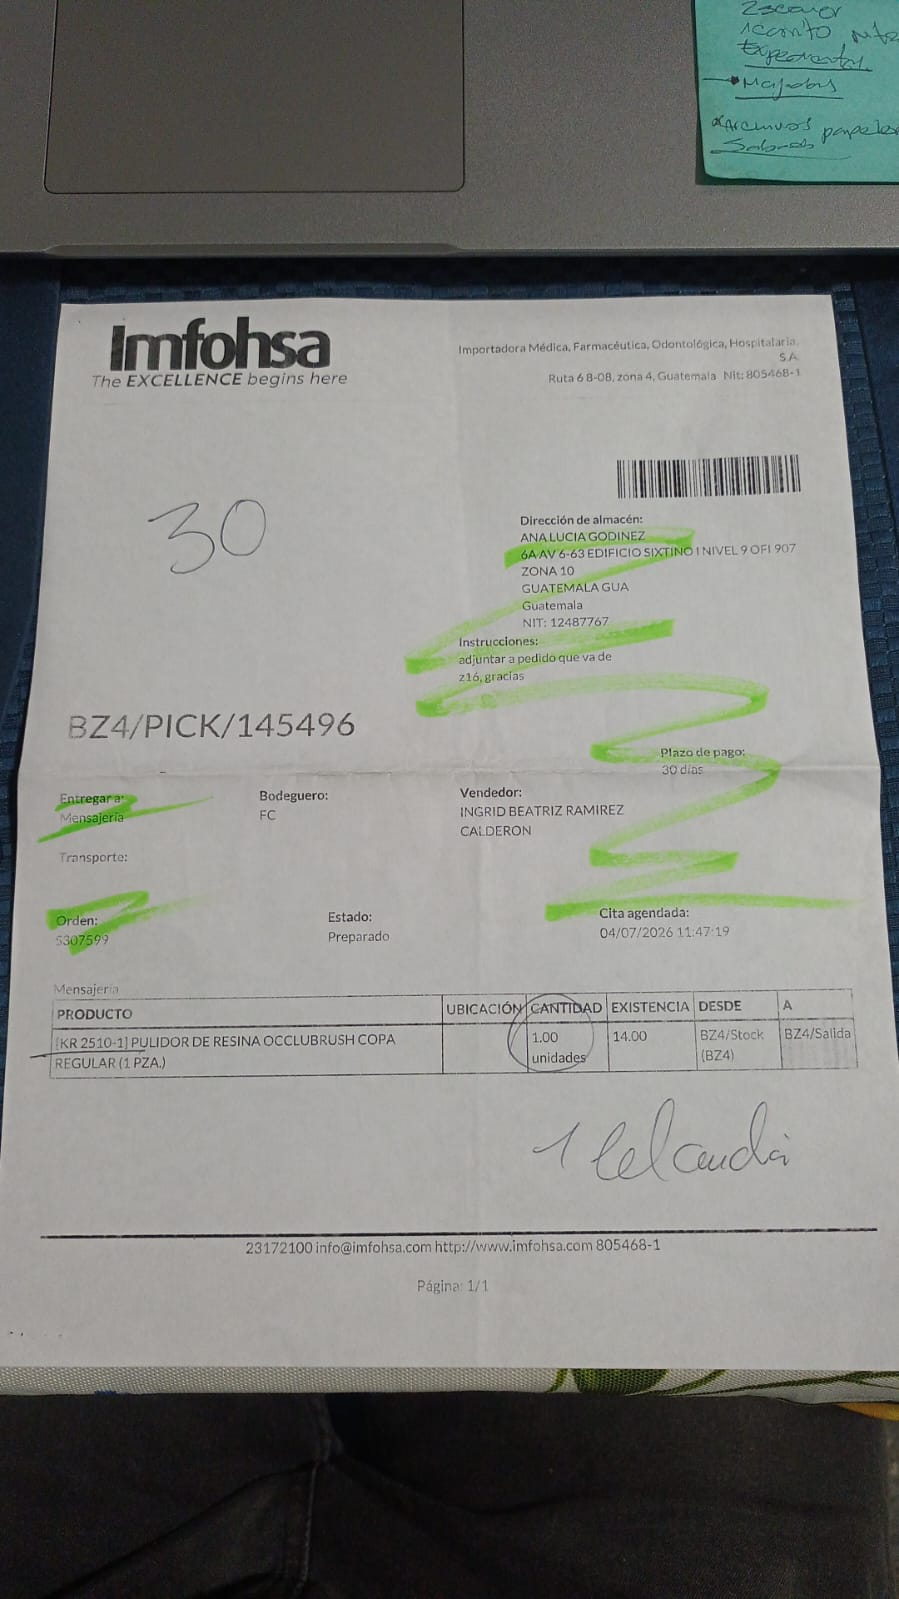 2 Scaner
Archivos papeles
Imfohsa
The EXCELLENCE begins here
Importadora Médica, Farmacéutica, Odontológica, Hospitalaria,
S.A.
Ruta 6 8-08, zona 4, Guatemala Nit: 805468-1
30
Dirección de almacén:
ANA LUCIA GODINEZ
6A AV 6-63 EDIFICIO SIXTINO I NIVEL 9 OFI 907
ZONA 10
GUATEMALA GUA
Guatemala
NIT: 12487767
Instrucciones:
adjuntar a pedido que va de
z16, gracias
BZ4/PICK/145496
Plazo de pago:
30 días
Entregar a:
Mensajería
Bodeguero:
FC
Vendedor:
INGRID BEATRIZ RAMIREZ
CALDERON
Transporte:
Orden:
5307599
Estado:
Preparado
Cita agendada:
04/07/2026 11:47:19
Mensajería
PRODUCTO UBICACIÓN CANTIDAD EXISTENCIA DESDE A
[KR 2510-1] PULIDOR DE RESINA OCCLUBRUSH COPA REGULAR (1 PZA.) 1.00 unidades 14.00 BZ4/Stock (BZ4) BZ4/Salida
1
23172100 info@imfohsa.com http://www.imfohsa.com 805468-1
Página: 1/1